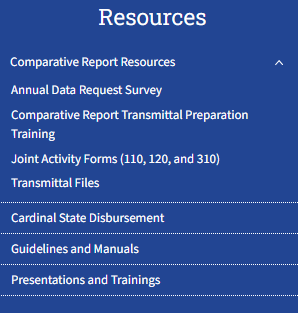 Resources
Comparative Report Resources
Annual Data Request Survey
Comparative Report Transmittal Preparation
Training
Joint Activity Forms (110, 120, and 310)
Transmittal Files
Cardinal State Disbursement
Guidelines and Manuals
Presentations and Trainings